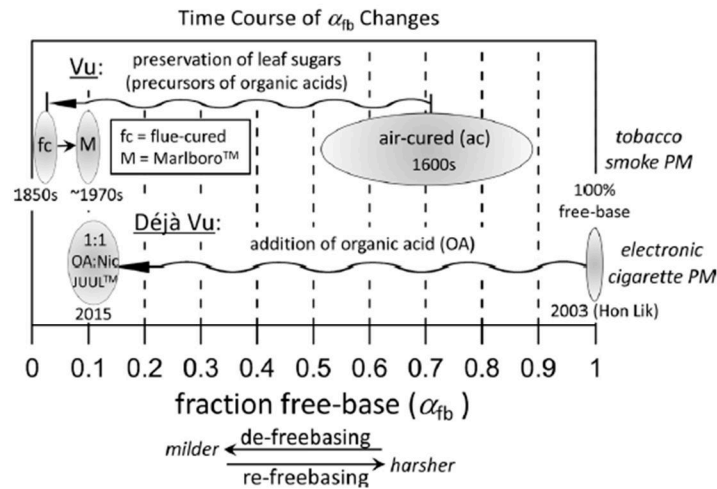 Time Course of αfb Changes
Vu:
preservation of leaf sugars
(precursors of organic acids)
fc
M
fc = flue-cured
M = Marlboro™
air-cured (ac)
1600s
tobacco
smoke PM
1850s
~1970s
100%
free-base
Déjà Vu:
1:1
OA:Nic
JUUL™
addition of organic acid (OA)
electronic
cigarette PM
2015
2003 (Hon Lik)
0 0.1 0.2 0.3 0.4 0.5 0.6 0.7 0.8 0.9 1
fraction free-base (αfb)
milder
de-freebasing
re-freebasing
harsher